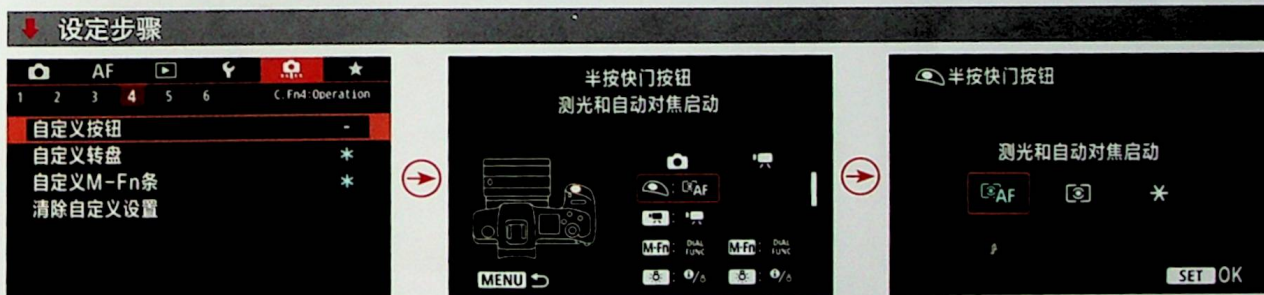 设定步骤
AF
1 2 3 4 5 6 C.Fn4:Operation
自定义按钮 -
自定义转盘 *
自定义M-Fn条 *
清除自定义设置
半按快门按钮
测光和自动对焦启动
: AF
:
M-Fn : DIAL FUNC M-Fn : DIAL FUNC
MENU
半按快门按钮
测光和自动对焦启动
AF *
SET OK